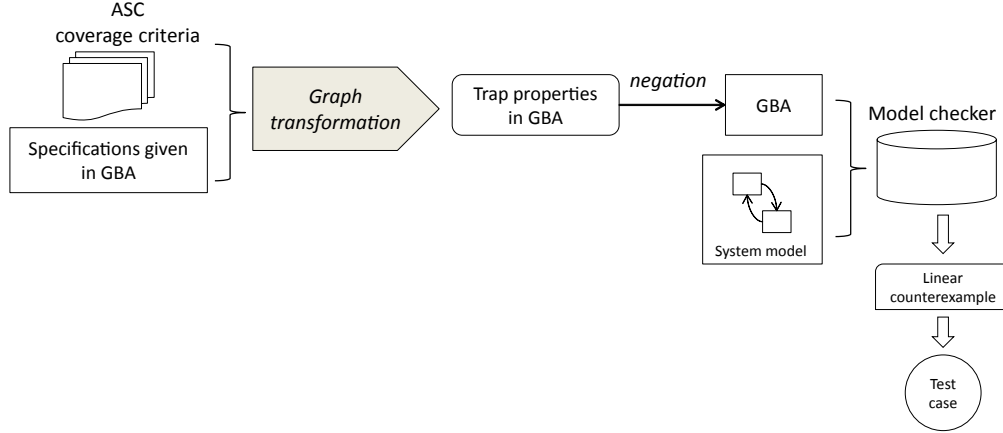 ASC
coverage criteria
Specifications given
in GBA
Graph
transformation
Trap properties
in GBA
negation
GBA
System model
Model checker
Linear
counterexample
Test
case